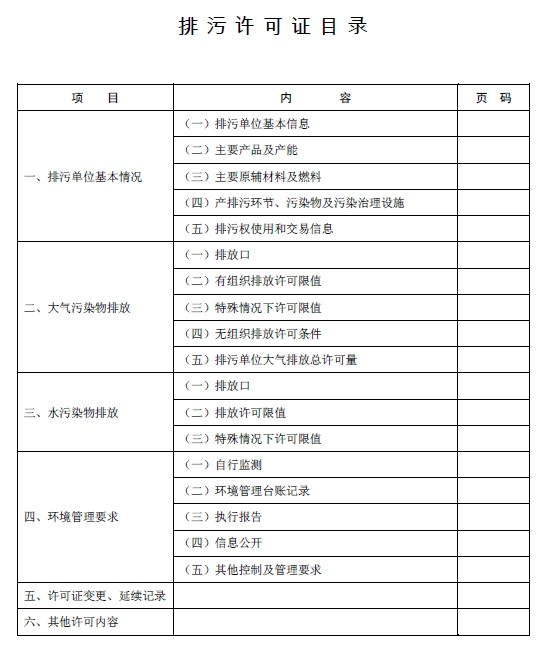 排污许可证目录
项 目 内 容 页 码
一、排污单位基本情况
（一）排污单位基本信息
（二）主要产品及产能
（三）主要原辅材料及燃料
（四）产排污环节、污染物及污染治理设施
（五）排污权使用和交易信息
二、大气污染物排放
（一）排放口
（二）有组织排放许可限值
（三）特殊情况下许可限值
（四）无组织排放许可条件
（五）排污单位大气排放总许可量
三、水污染物排放
（一）排放口
（二）排放许可限值
（三）特殊情况下许可限值
四、环境管理要求
（一）自行监测
（二）环境管理台账记录
（三）执行报告
（四）信息公开
（五）其他控制及管理要求
五、许可证变更、延续记录
六、其他许可内容